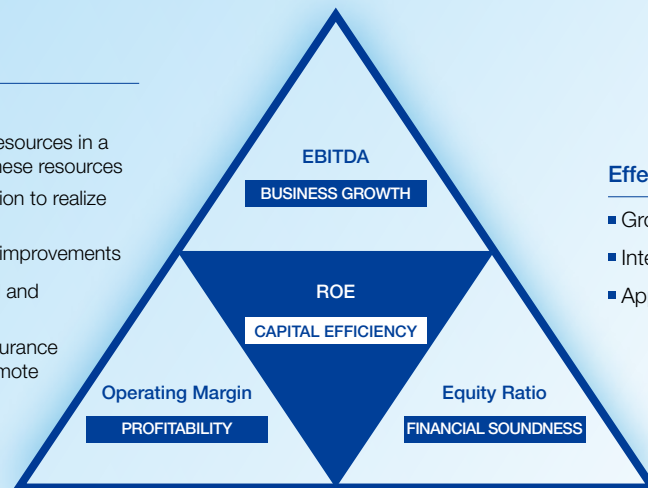 esources in a
nese resources
ion to realize
improvements
and
urance
mote
EBITDA
BUSINESS GROWTH
ROE
CAPITAL EFFICIENCY
Operating Margin
PROFITABILITY
Equity Ratio
FINANCIAL SOUNDNESS
Effe
Gro
Inte
Ap